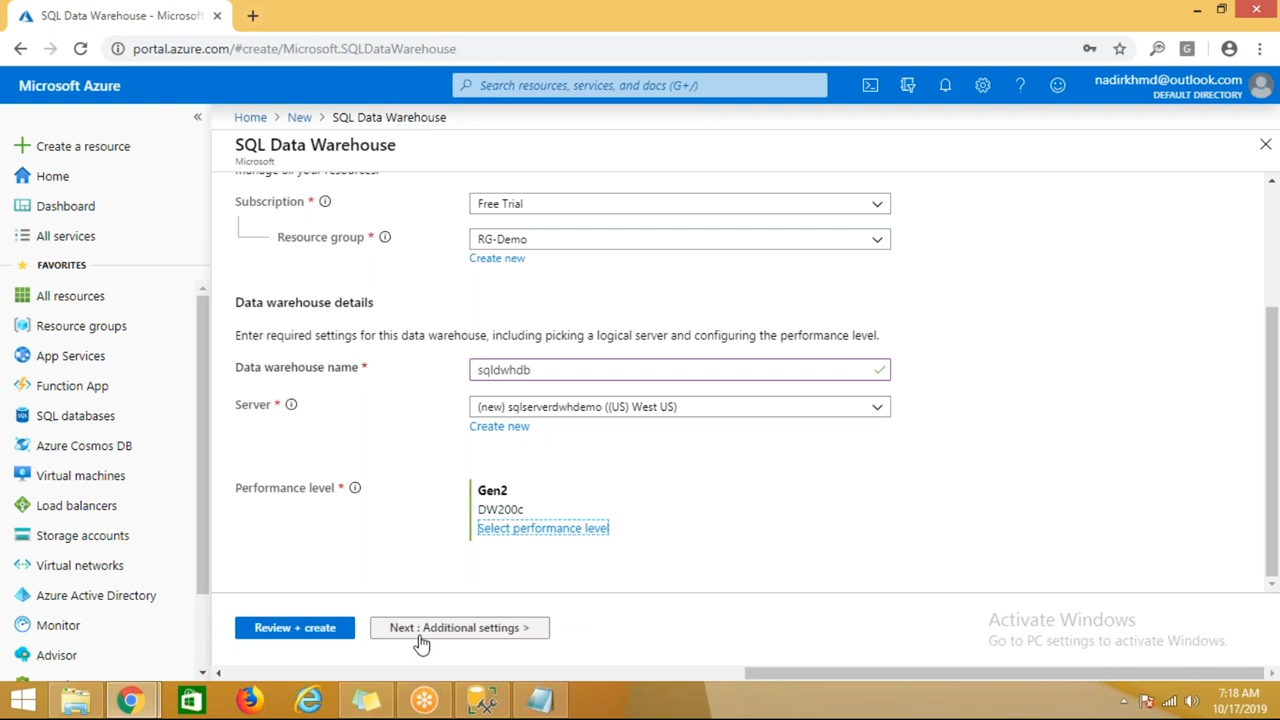 SQL Data Warehouse - Microsoft
portal.azure.com/#create/Microsoft.SQLDataWarehouse
G
Microsoft Azure
Search resources, services, and docs (G+/)
nadirkhmd@outlook.com
DEFAULT DIRECTORY
Home > New > SQL Data Warehouse
SQL Data Warehouse
Microsoft
manage all your resources.
Create a resource
Home
Dashboard
All services
FAVORITES
All resources
Resource groups
App Services
Function App
SQL databases
Azure Cosmos DB
Virtual machines
Load balancers
Storage accounts
Virtual networks
Azure Active Directory
Monitor
Advisor
Subscription *
Free Trial
Resource group *
RG-Demo
Create new
Data warehouse details
Enter required settings for this data warehouse, including picking a logical server and configuring the performance level.
Data warehouse name *
sqldwhdb
Server *
(new) sqlserverdwhdemo ((US) West US)
Create new
Performance level *
Gen2
DW200c
Select performance level
Review + create
Next : Additional settings >
Activate Windows
Go to PC settings to activate Windows.
7:18 AM
10/17/2019